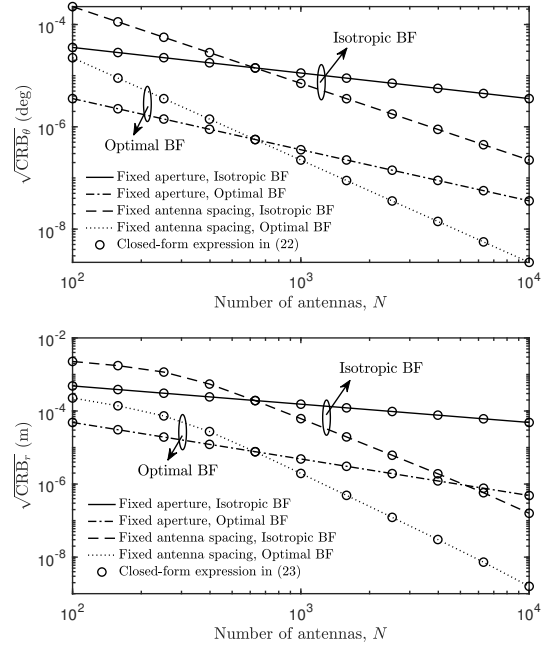 10^{-4}
10^{-6}
10^{-8}
√CRB_θ (deg)
Isotropic BF
Optimal BF
Fixed aperture, Isotropic BF
Fixed aperture, Optimal BF
Fixed antenna spacing, Isotropic BF
Fixed antenna spacing, Optimal BF
Closed-form expression in (22)
10^2
10^3
10^4
Number of antennas, N
10^{-2}
10^{-4}
10^{-6}
10^{-8}
√CRB_r (m)
Isotropic BF
Optimal BF
Fixed aperture, Isotropic BF
Fixed aperture, Optimal BF
Fixed antenna spacing, Isotropic BF
Fixed antenna spacing, Optimal BF
Closed-form expression in (23)
10^2
10^3
10^4
Number of antennas, N